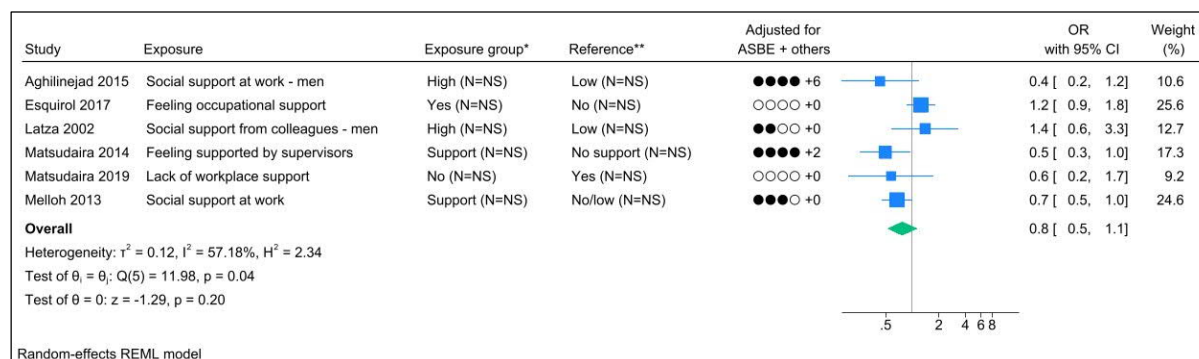 Adjusted for OR Weight
Study Exposure Exposure group* Reference** ASBE + others with 95% CI (%)
Aghilinejad 2015 Social support at work - men High (N=NS) Low (N=NS) ●●●● +6 0.4 [ 0.2, 1.2] 10.6
Esquirol 2017 Feeling occupational support Yes (N=NS) No (N=NS) ○○○○ +0 1.2 [ 0.9, 1.8] 25.6
Latza 2002 Social support from colleagues - men High (N=NS) Low (N=NS) ●●○○ +0 1.4 [ 0.6, 3.3] 12.7
Matsudaira 2014 Feeling supported by supervisors Support (N=NS) No support (N=NS) ●●●● +2 0.5 [ 0.3, 1.0] 17.3
Matsudaira 2019 Lack of workplace support No (N=NS) Yes (N=NS) ○○○○ +0 0.6 [ 0.2, 1.7] 9.2
Melloh 2013 Social support at work Support (N=NS) No/low (N=NS) ●●●○ +0 0.7 [ 0.5, 1.0] 24.6
Overall 0.8 [ 0.5, 1.1]
Heterogeneity: τ² = 0.12, I² = 57.18%, H² = 2.34
Test of θᵢ = θⱼ: Q(5) = 11.98, p = 0.04
Test of θ = 0: z = -1.29, p = 0.20
.5 2 4 6 8
Random-effects REML model